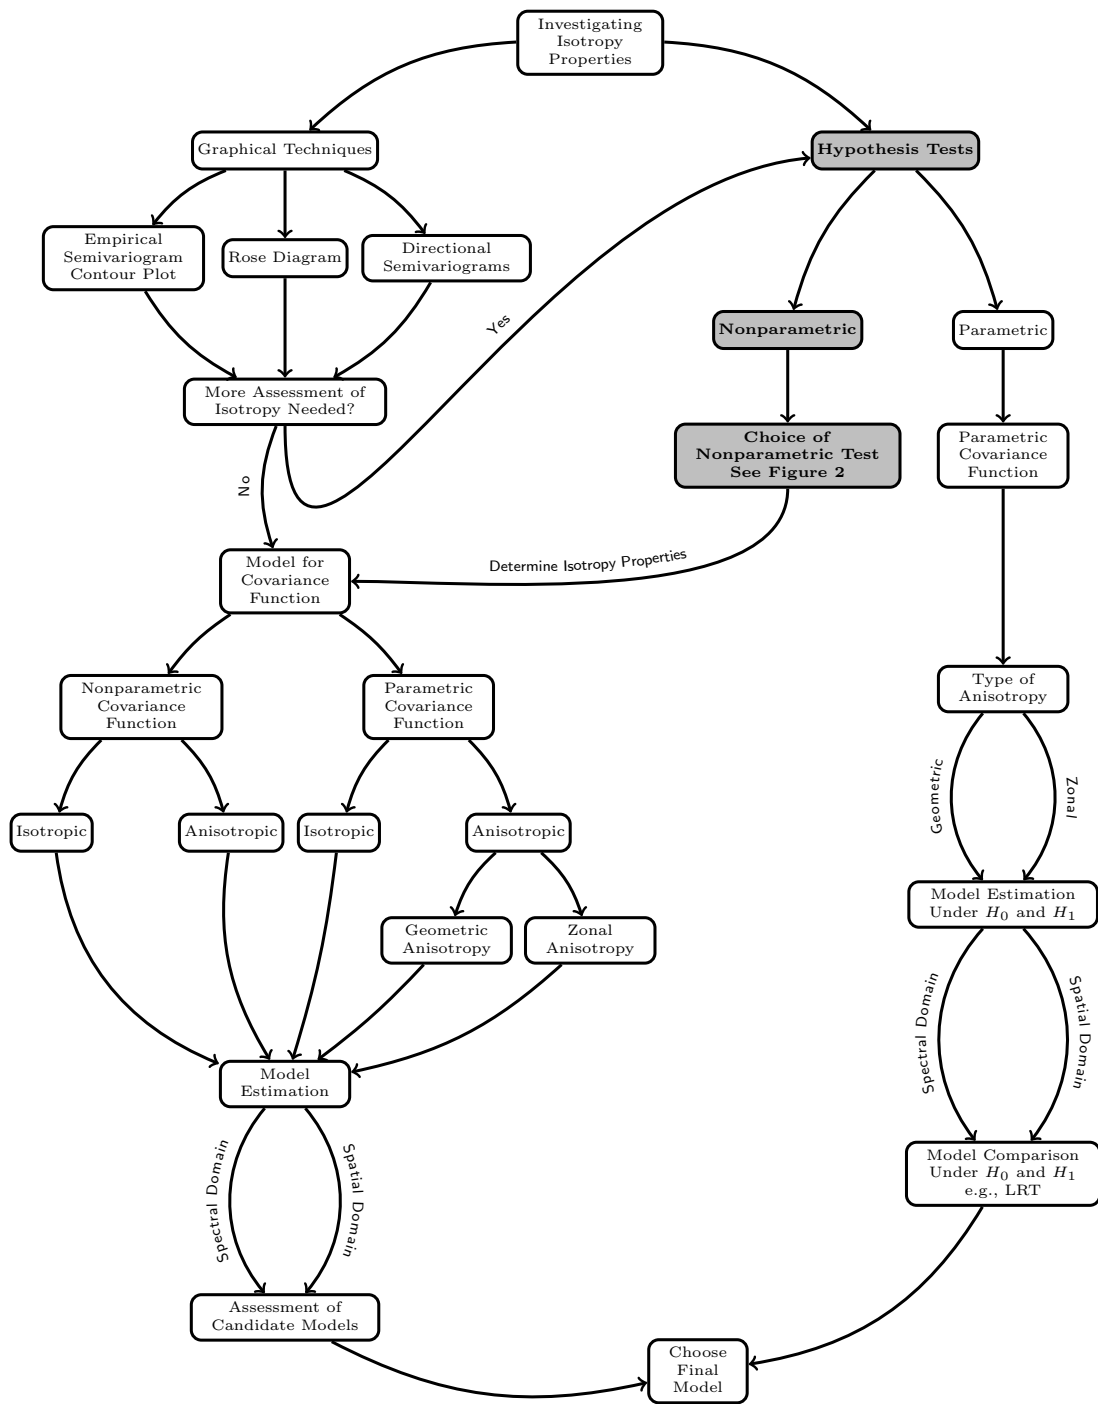 Investigating
Isotropy
Properties
Graphical Techniques
Hypothesis Tests
Empirical
Semivariogram
Contour Plot
Rose Diagram
Directional
Semivariograms
Yes
Nonparametric
Parametric
More Assessment of
Isotropy Needed?
Choice of
Nonparametric Test
See Figure 2
Parametric
Covariance
Function
No
Determine Isotropy Properties
Model for
Covariance
Function
Nonparametric
Covariance
Function
Parametric
Covariance
Function
Type of
Anisotropy
Geometric
Zonal
Isotropic
Anisotropic
Isotropic
Anisotropic
Geometric
Anisotropy
Zonal
Anisotropy
Model Estimation
Under H₀ and H₁
Spectral Domain
Spatial Domain
Model
Estimation
Spectral Domain
Spatial Domain
Model Comparison
Under H₀ and H₁
e.g., LRT
Assessment of
Candidate Models
Choose
Final
Model